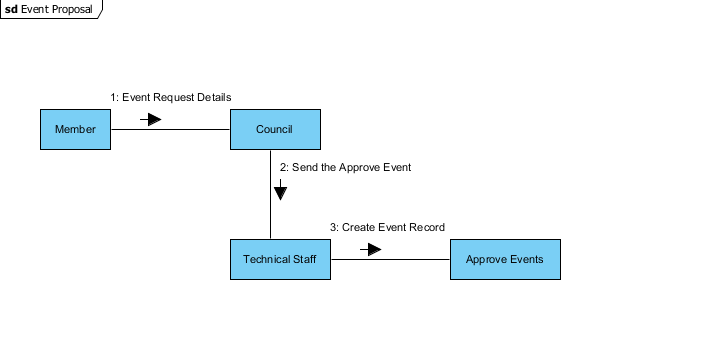 sd Event Proposal
1: Event Request Details
Member
Council
2: Send the Approve Event
3: Create Event Record
Technical Staff
Approve Events